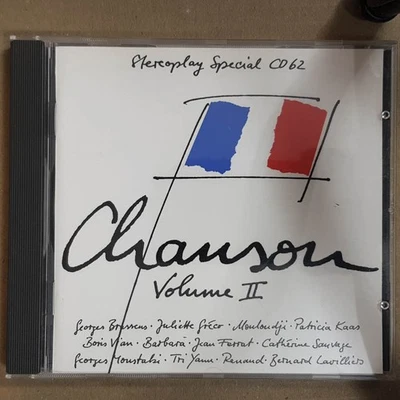 Stereoplay Special CD 62
Chanson
Volume II
Georges Brassens · Juliette Gréco · Mouloudji · Patricia Kaas
Boris Vian · Barbara · Jean Ferrat · Catherine Sauvage
Georges Moustaki · Tri Yann · Renaud · Bernard Lavilliers